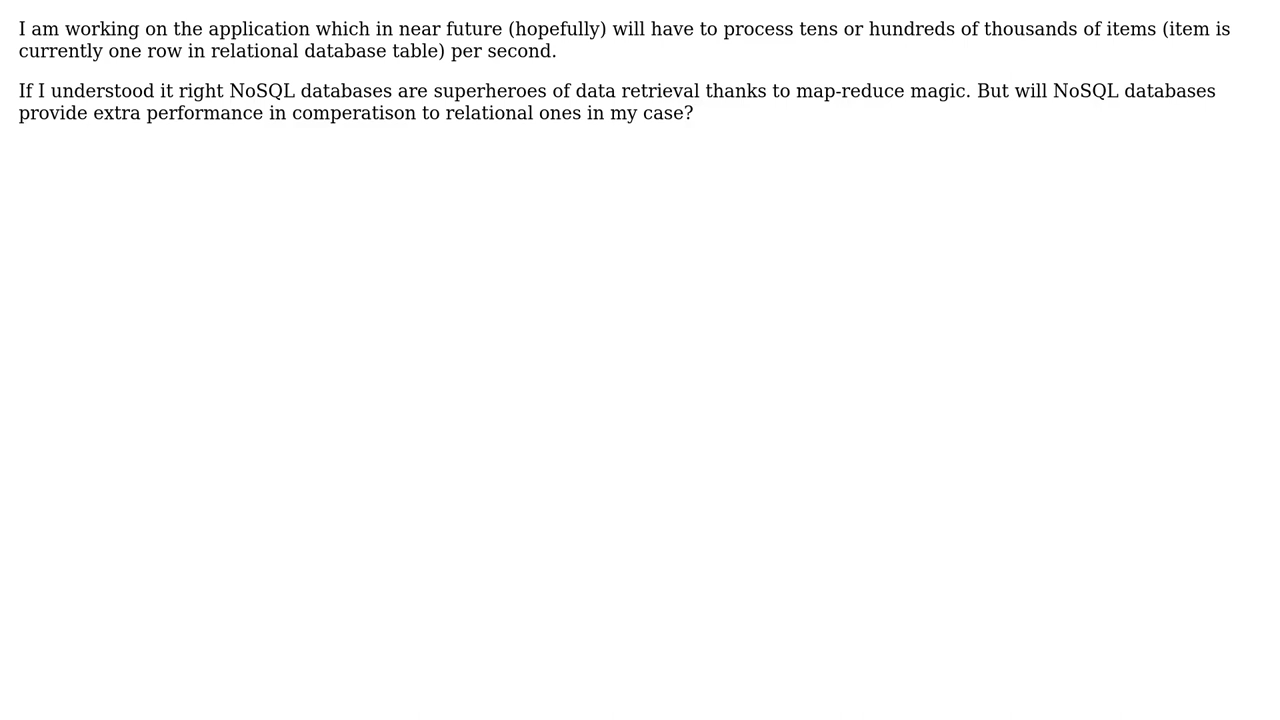 I am working on the application which in near future (hopefully) will have to process tens or hundreds of thousands of items (item is
currently one row in relational database table) per second.
If I understood it right NoSQL databases are superheroes of data retrieval thanks to map-reduce magic. But will NoSQL databases
provide extra performance in comperatison to relational ones in my case?